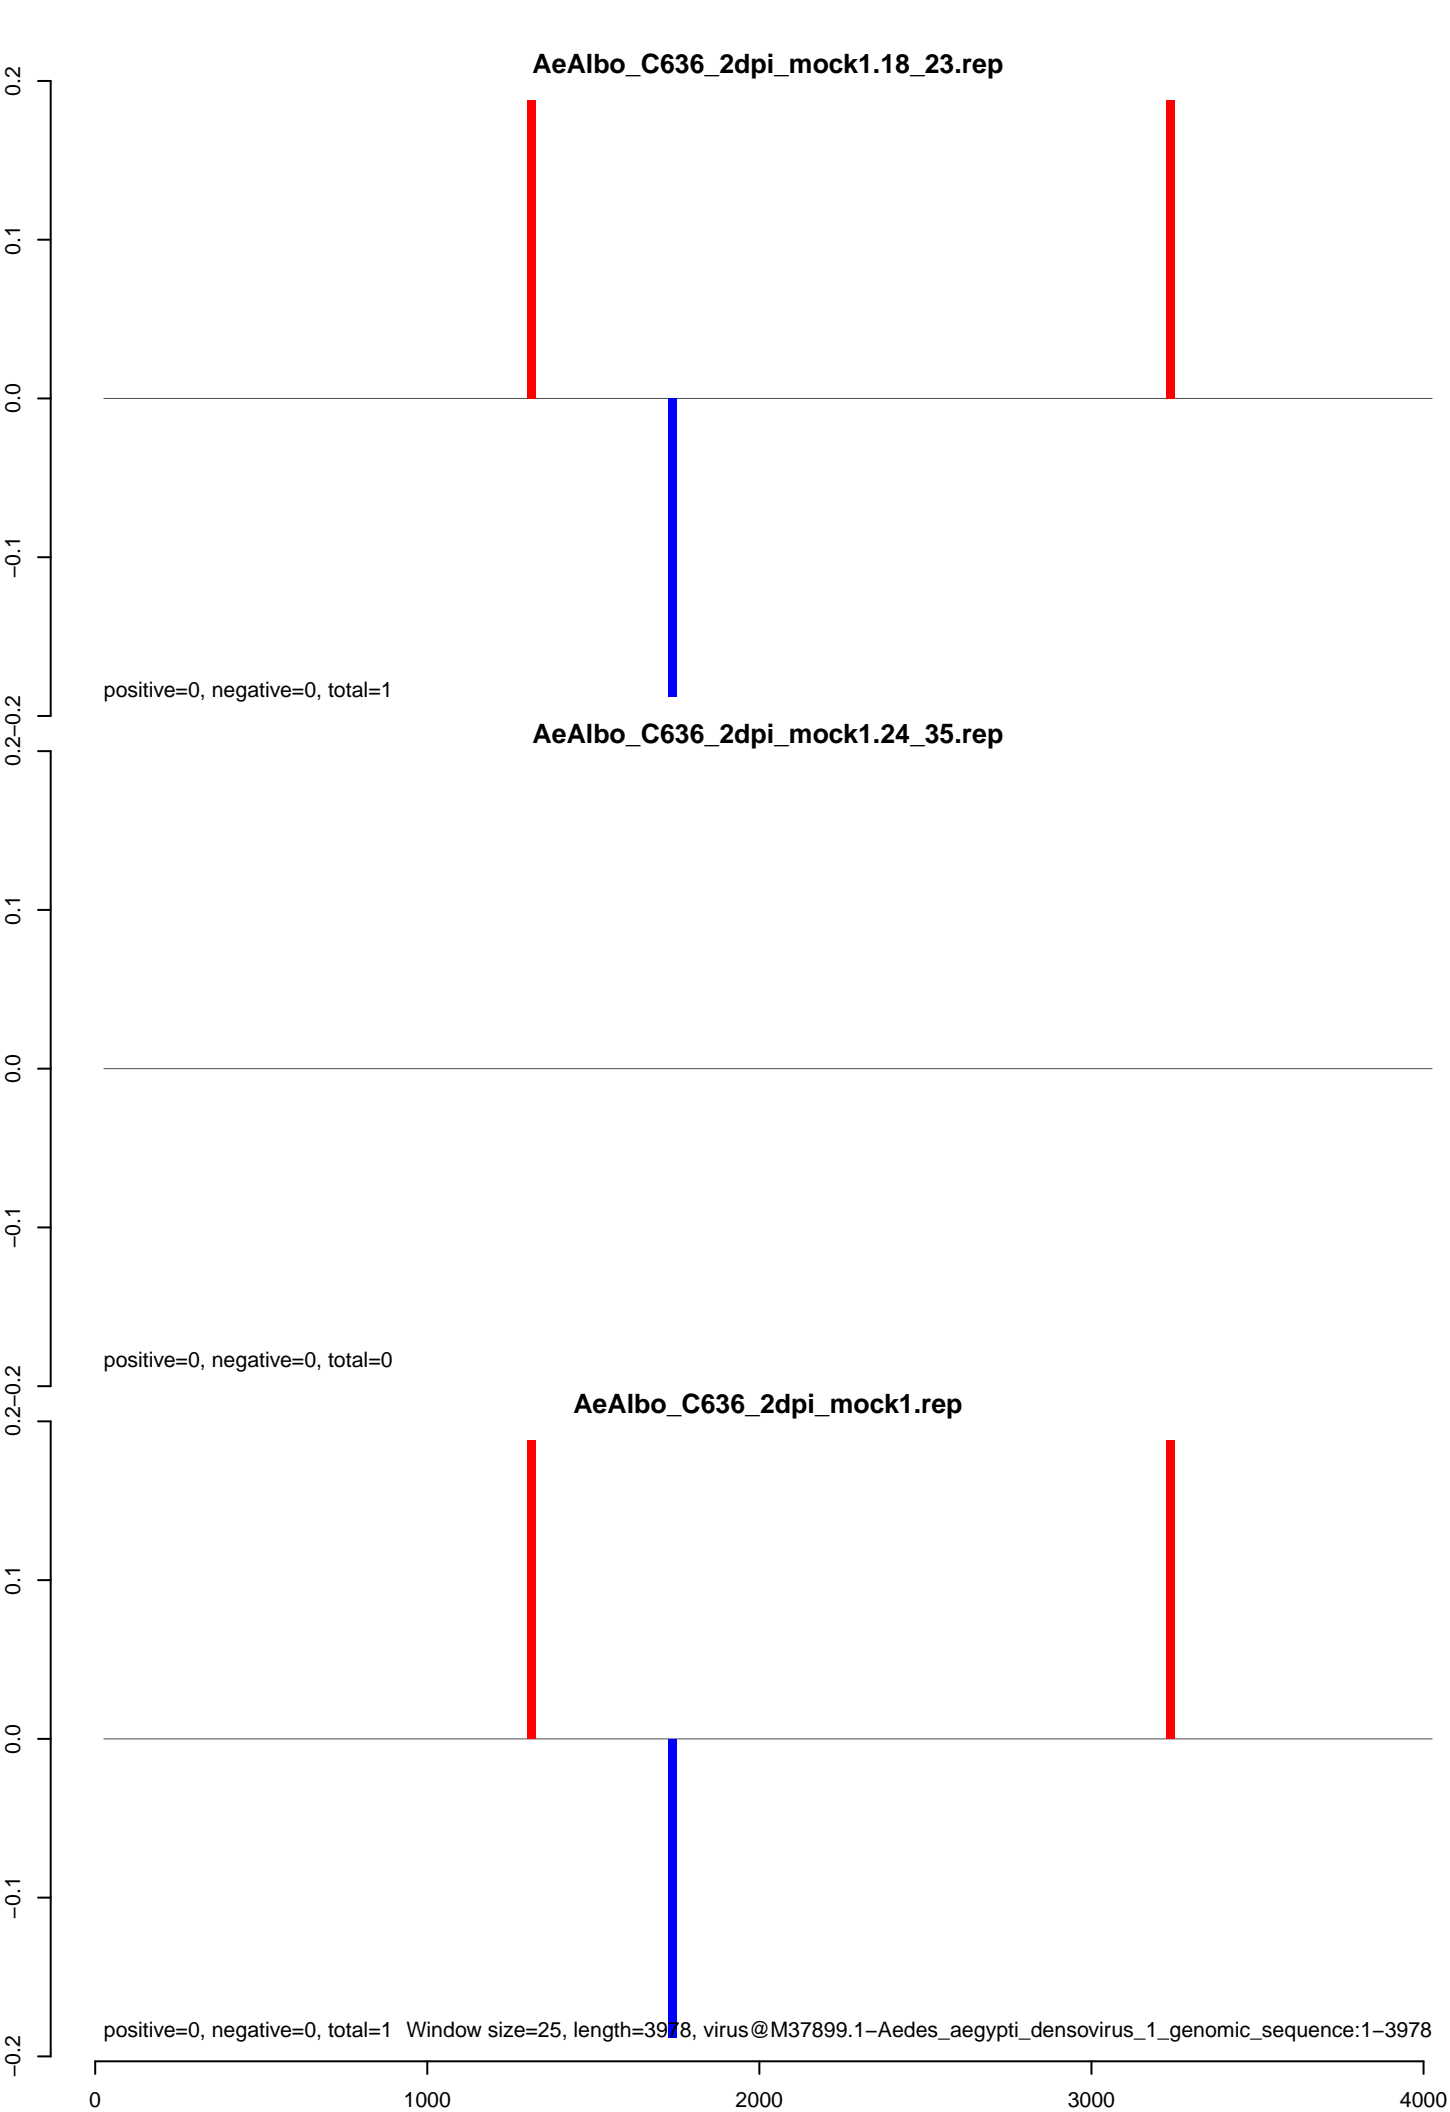 AeAlbo_C636_2dpi_mock1.18_23.rep
0.2
0.1
0.0
−0.1
−0.2
positive=0, negative=0, total=1
AeAlbo_C636_2dpi_mock1.24_35.rep
0.2
0.1
0.0
−0.1
−0.2
positive=0, negative=0, total=0
AeAlbo_C636_2dpi_mock1.rep
0.2
0.1
0.0
−0.1
−0.2
positive=0, negative=0, total=1 Window size=25, length=3978, virus@M37899.1−Aedes_aegypti_densovirus_1_genomic_sequence:1−3978
0 1000 2000 3000 4000